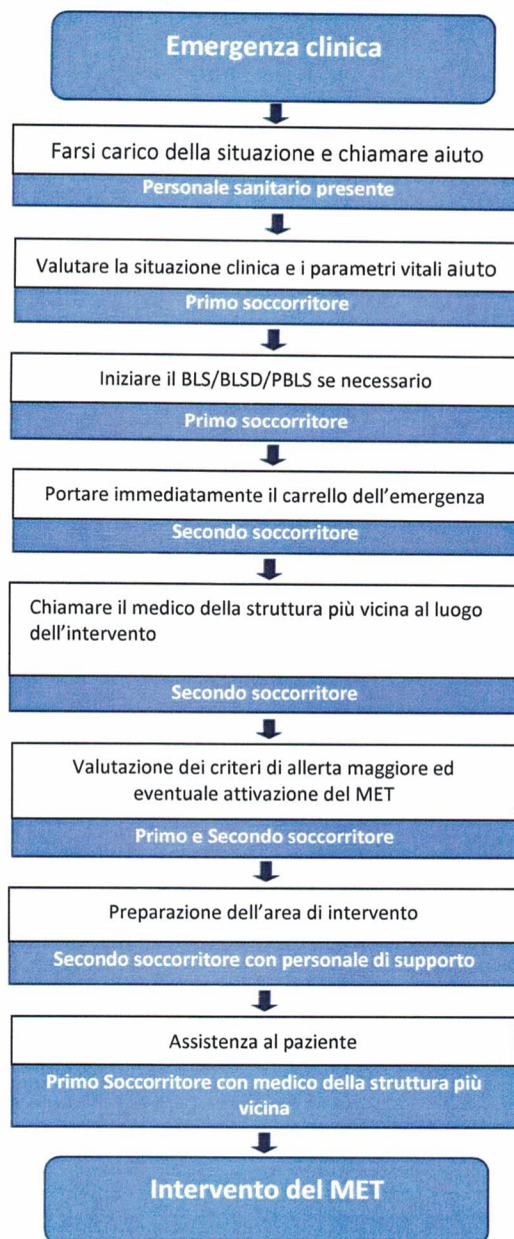 Emergenza clinica
Farsi carico della situazione e chiamare aiuto
Personale sanitario presente
Valutare la situazione clinica e i parametri vitali aiuto
Primo soccorritore
Iniziare il BLS/BLSD/PBLS se necessario
Primo soccorritore
Portare immediatamente il carrello dell'emergenza
Secondo soccorritore
Chiamare il medico della struttura più vicina al luogo
dell'intervento
Secondo soccorritore
Valutazione dei criteri di allerta maggiore ed
eventuale attivazione del MET
Primo e Secondo soccorritore
Preparazione dell'area di intervento
Secondo soccorritore con personale di supporto
Assistenza al paziente
Primo Soccorritore con medico della struttura più
vicina
Intervento del MET